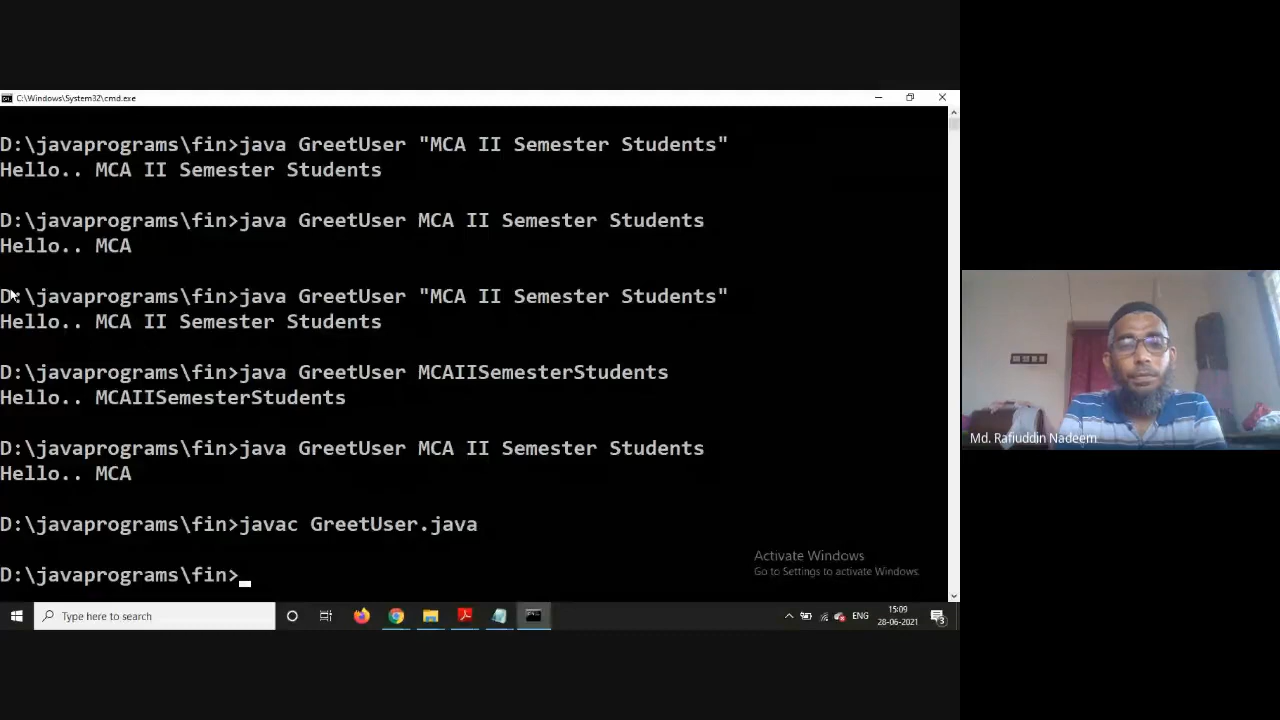 C:\Windows\System32\cmd.exe
D:\javaprograms\fin>java GreetUser "MCA II Semester Students"
Hello.. MCA II Semester Students
D:\javaprograms\fin>java GreetUser MCA II Semester Students
Hello.. MCA
D:\javaprograms\fin>java GreetUser "MCA II Semester Students"
Hello.. MCA II Semester Students
D:\javaprograms\fin>java GreetUser MCAIISemesterStudents
Hello.. MCAIISemesterStudents
D:\javaprograms\fin>java GreetUser MCA II Semester Students
Hello.. MCA
D:\javaprograms\fin>javac GreetUser.java
D:\javaprograms\fin>
Activate Windows
Go to Settings to activate Windows.
Type here to search
ENG
15:09
28-06-2021
3
Md. Rafiuddin Nadeem